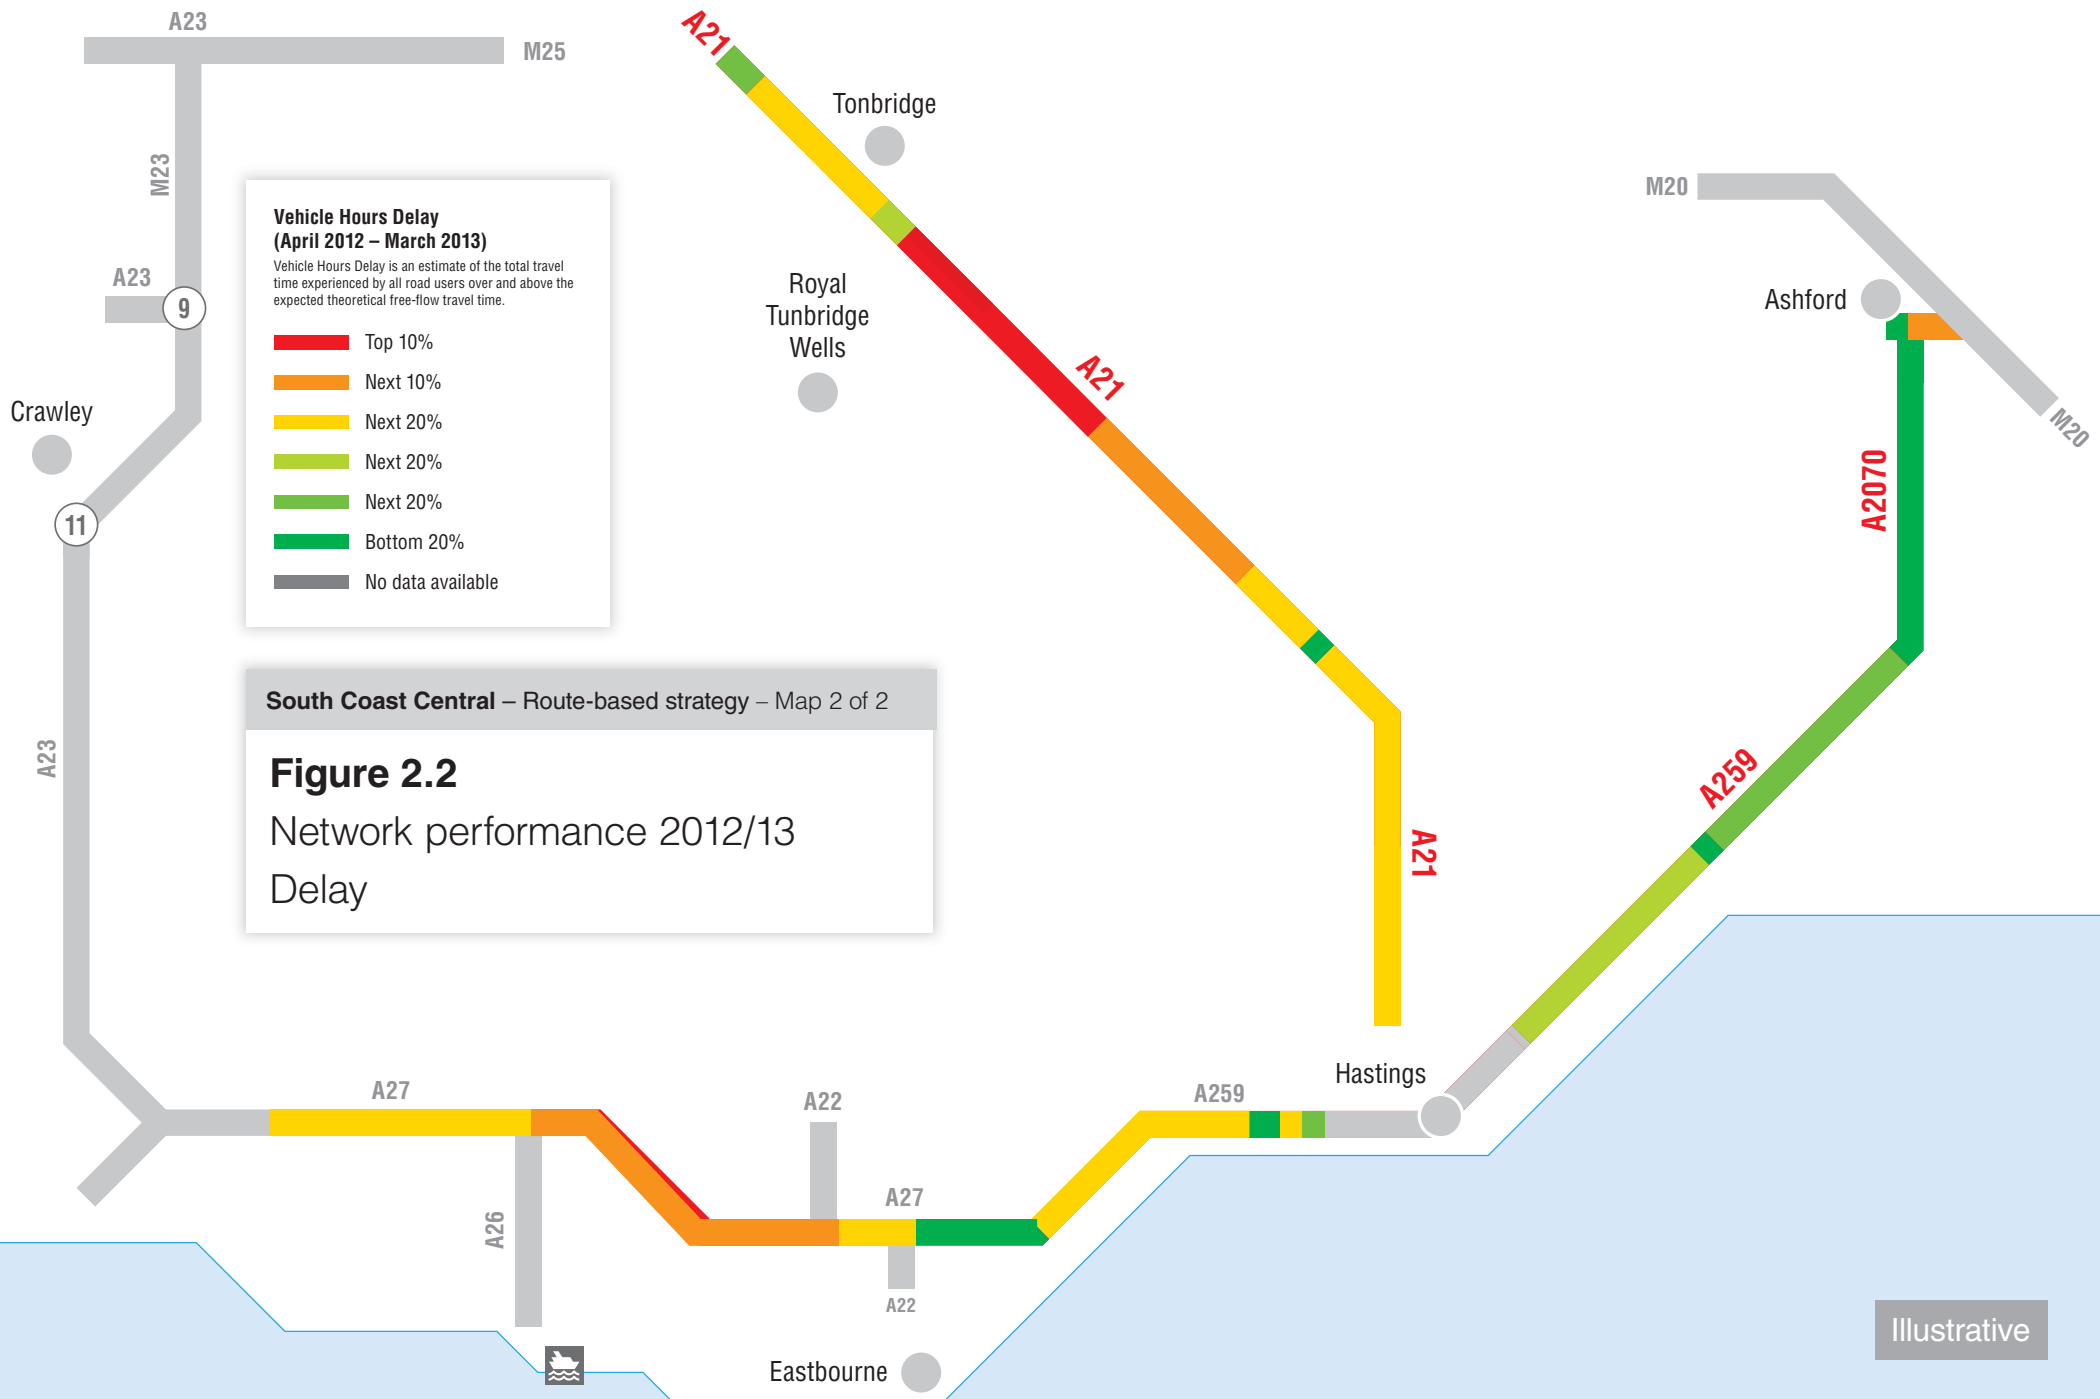 A23
M25
A21
Tonbridge
M23
M20
Vehicle Hours Delay
(April 2012 – March 2013)
Vehicle Hours Delay is an estimate of the total travel
time experienced by all road users over and above the
expected theoretical free-flow travel time.
Top 10%
Next 10%
Next 20%
Next 20%
Next 20%
Bottom 20%
No data available
A23
9
Royal
Tunbridge
Wells
Ashford
A21
Crawley
M20
11
A2070
South Coast Central – Route-based strategy – Map 2 of 2
Figure 2.2
Network performance 2012/13
Delay
A23
A259
A21
Hastings
A27
A22
A259
A27
A26
A22
Eastbourne
Illustrative